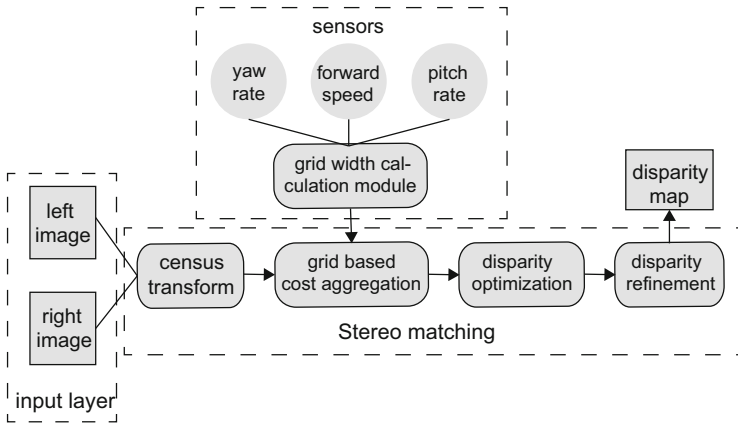 sensors
yaw
rate
forward
speed
pitch
rate
grid width cal-
culation module
disparity
map
left
image
right
image
input layer
census
transform
grid based
cost aggregation
disparity
optimization
disparity
refinement
Stereo matching